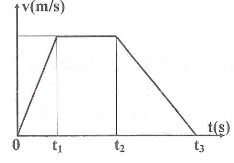 v(m/s)
t(s)
0 t₁ t₂ t₃